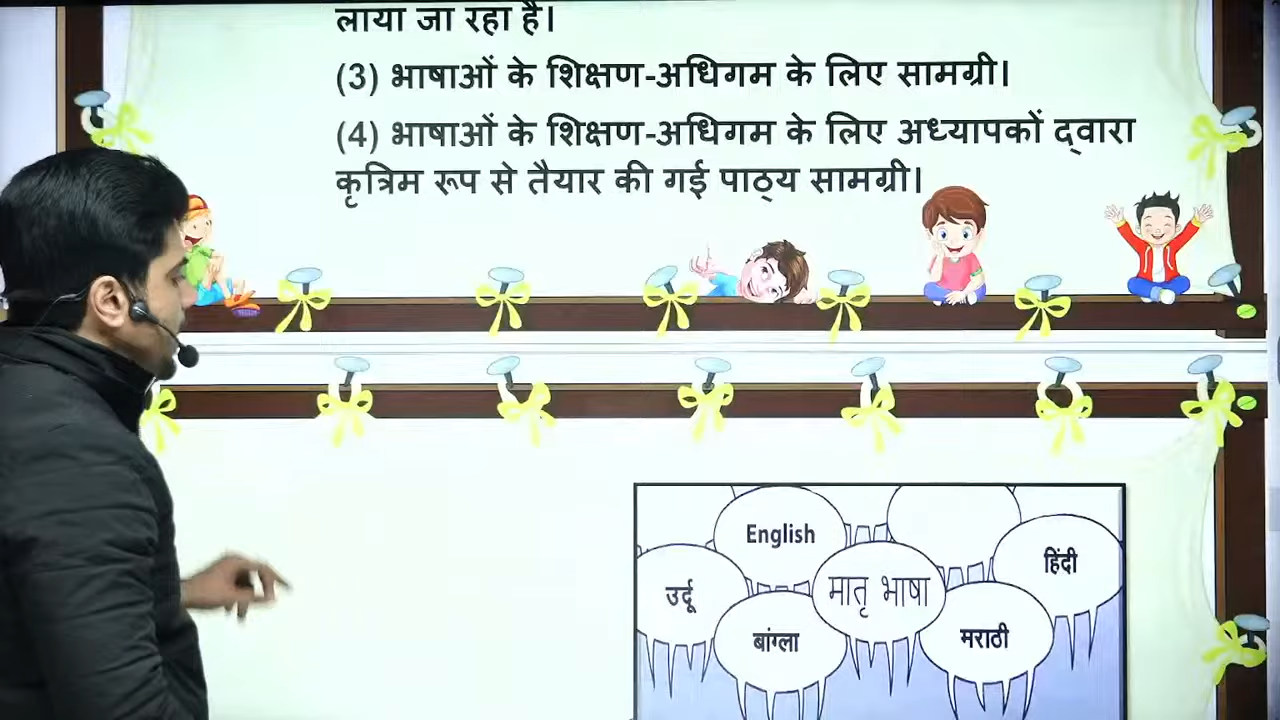 लाया जा रहा है।
(3) भाषाओं के शिक्षण-अधिगम के लिए सामग्री।
(4) भाषाओं के शिक्षण-अधिगम के लिए अध्यापकों द्वारा
कृत्रिम रूप से तैयार की गई पाठ्य सामग्री।
English
हिंदी
उर्दू
मातृ भाषा
बांग्ला
मराठी